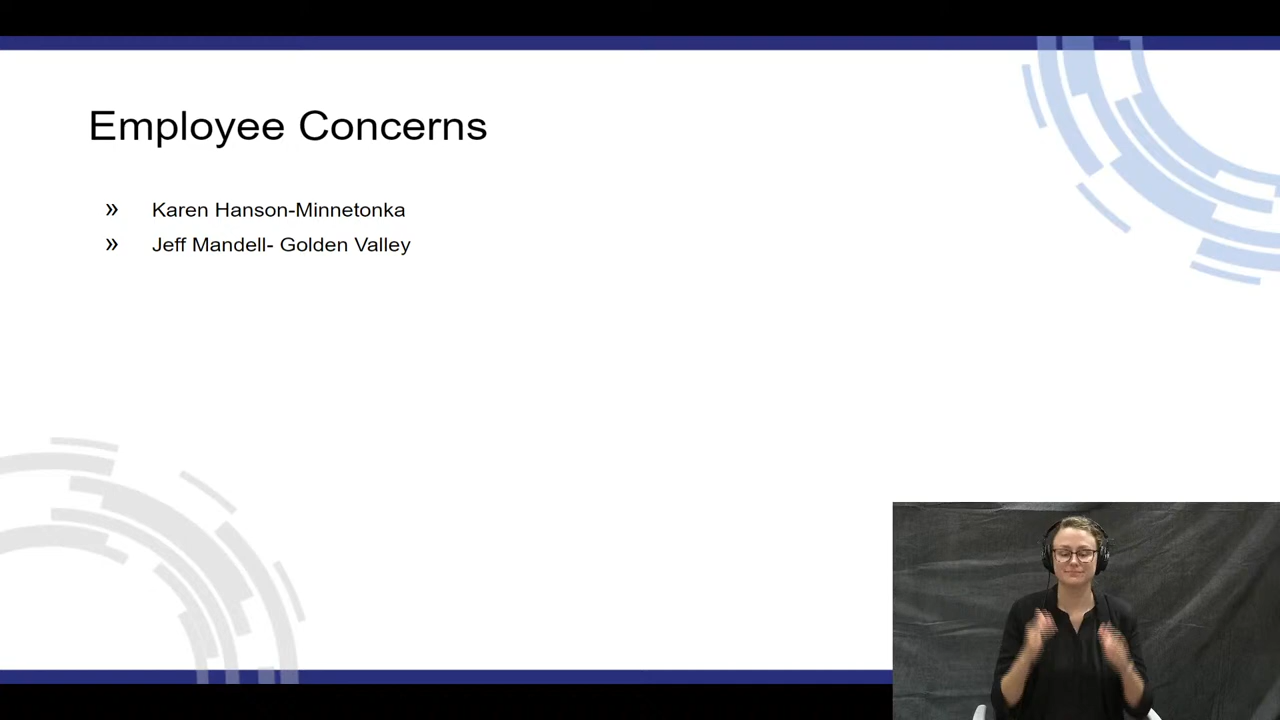 Employee Concerns
» Karen Hanson-Minnetonka
» Jeff Mandell- Golden Valley